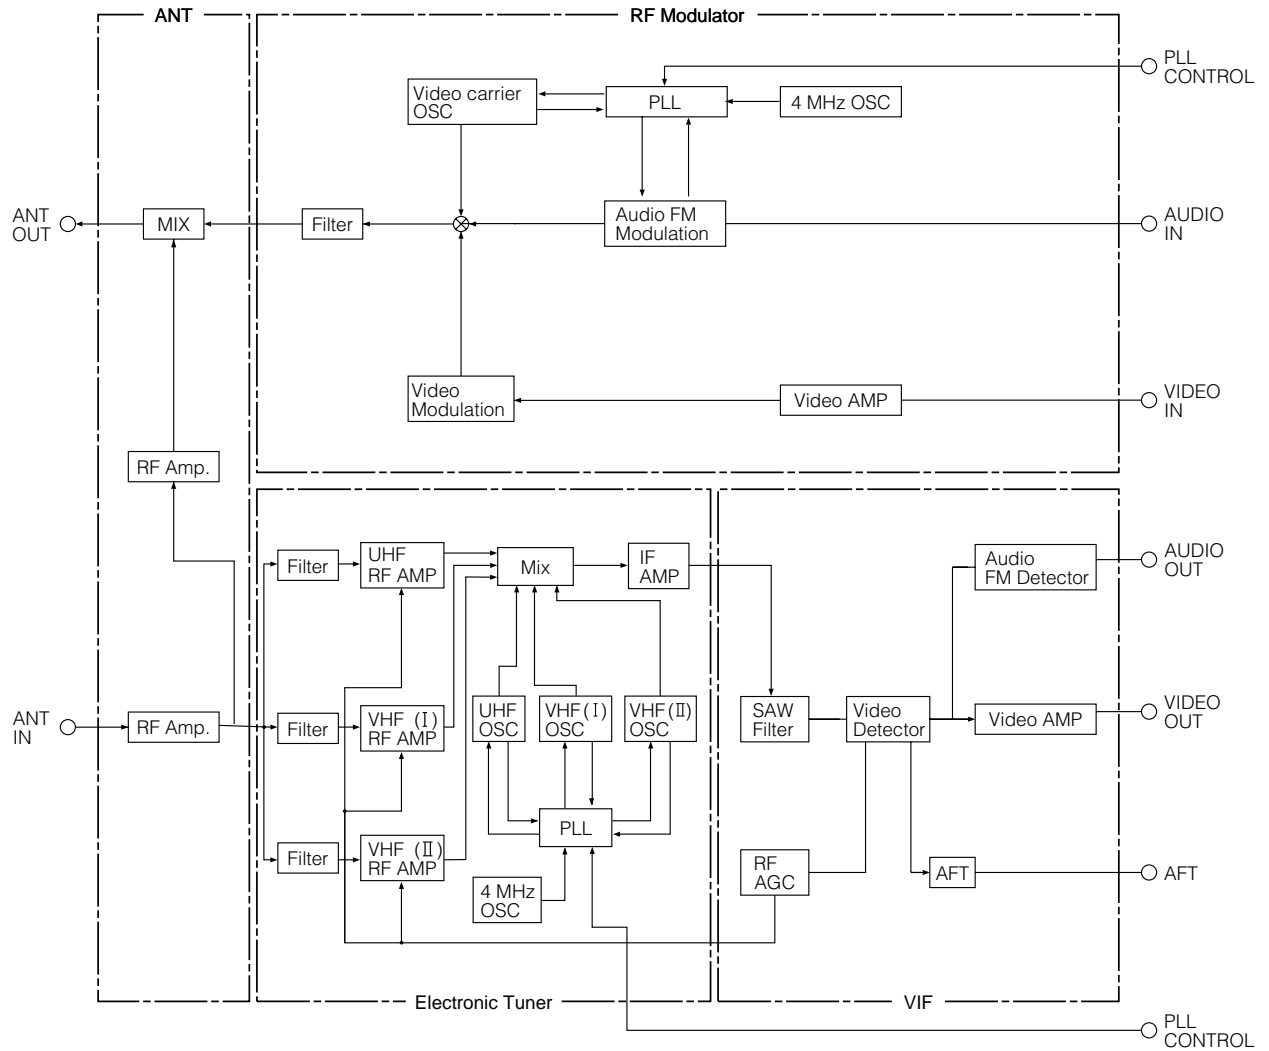 ANT
RF Modulator
PLL
CONTROL
Video carrier
OSC
PLL
4 MHz OSC
ANT
OUT
MIX
Filter
Audio FM
Modulation
AUDIO
IN
Video
Modulation
Video AMP
VIDEO
IN
RF Amp.
Filter
UHF
RF AMP
Mix
IF
AMP
Audio
FM Detector
AUDIO
OUT
ANT
IN
RF Amp.
Filter
VHF (I)
RF AMP
UHF
OSC
VHF(I)
OSC
VHF(II)
OSC
SAW
Filter
Video
Detector
Video AMP
VIDEO
OUT
Filter
VHF (II)
RF AMP
PLL
4 MHz
OSC
RF
AGC
AFT
AFT
Electronic Tuner
VIF
PLL
CONTROL